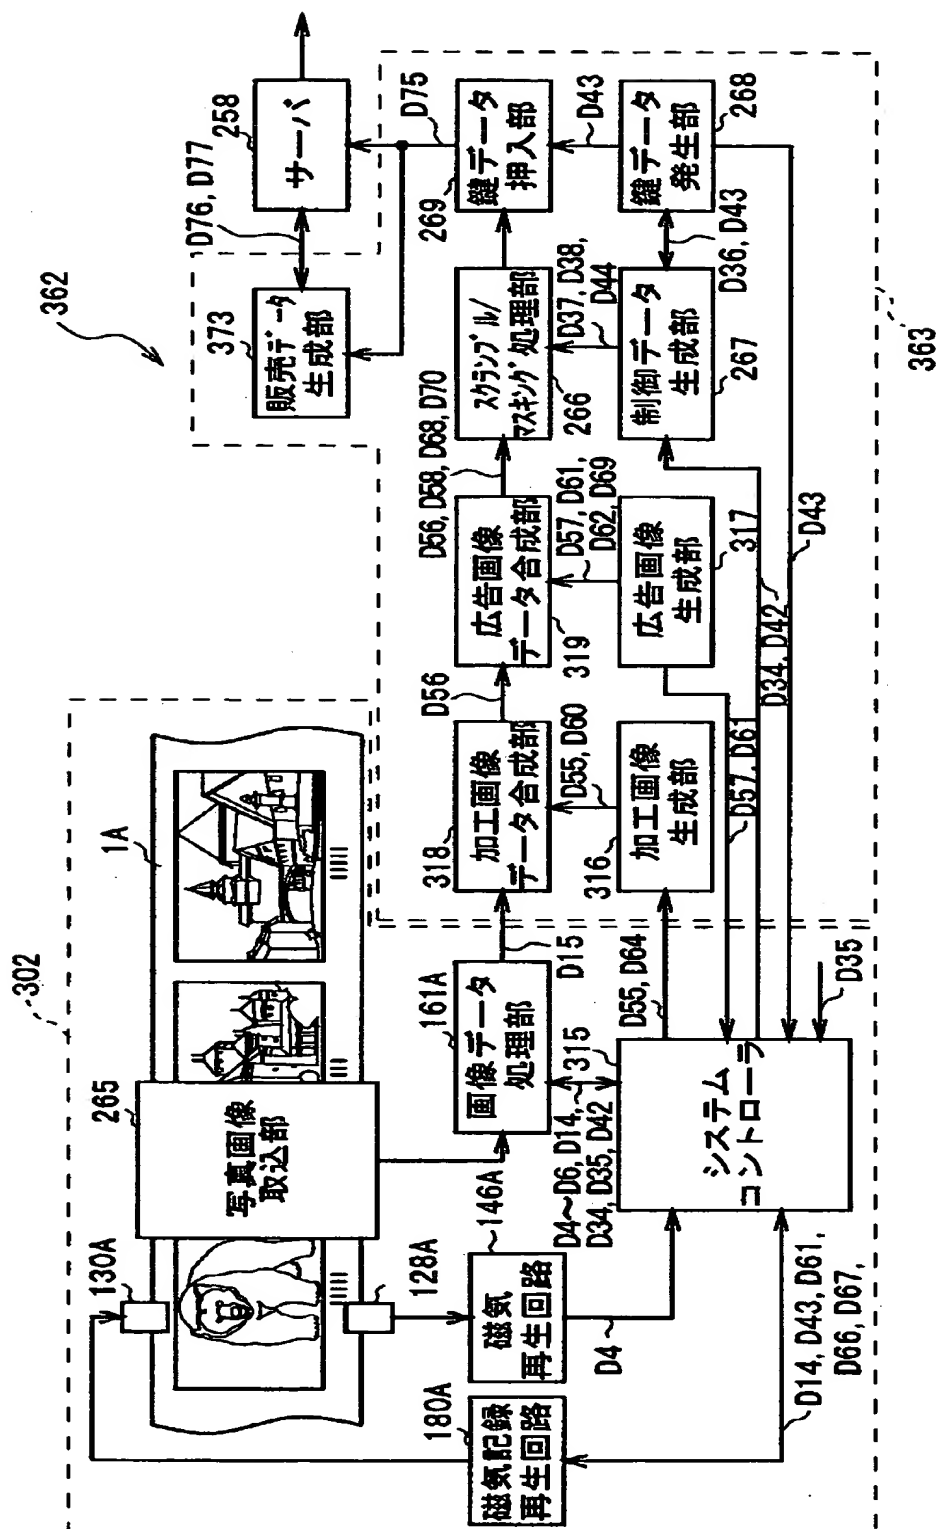 362
302
1A
265
写真画像
取込部
130A
128A
180A
磁気記録
再生回路
146A
磁気
再生回路
D4
161A
画像データ
処理部
D15
D4〜D6, D14,
D34, D35, D42
315
システム
コントローラ
D14, D43, D61,
D66, D67,
D35
D55, D64
318
加工画像
データ合成部
D55, D60
316
加工画像
生成部
D56
広告画像
データ合成部
319
D57, D61,
D62, D69
広告画像
生成部
317
D57, D61
D34, D42
D43
D56, D58, D68, D70
スクランブル/
マスキング処理部
266
D37, D38,
D44
制御データ
生成部
267
D36, D43
269
鍵データ
押入部
D75
D43
鍵データ
発生部
268
373
販売データ
生成部
D76, D77
258
サーバ
363